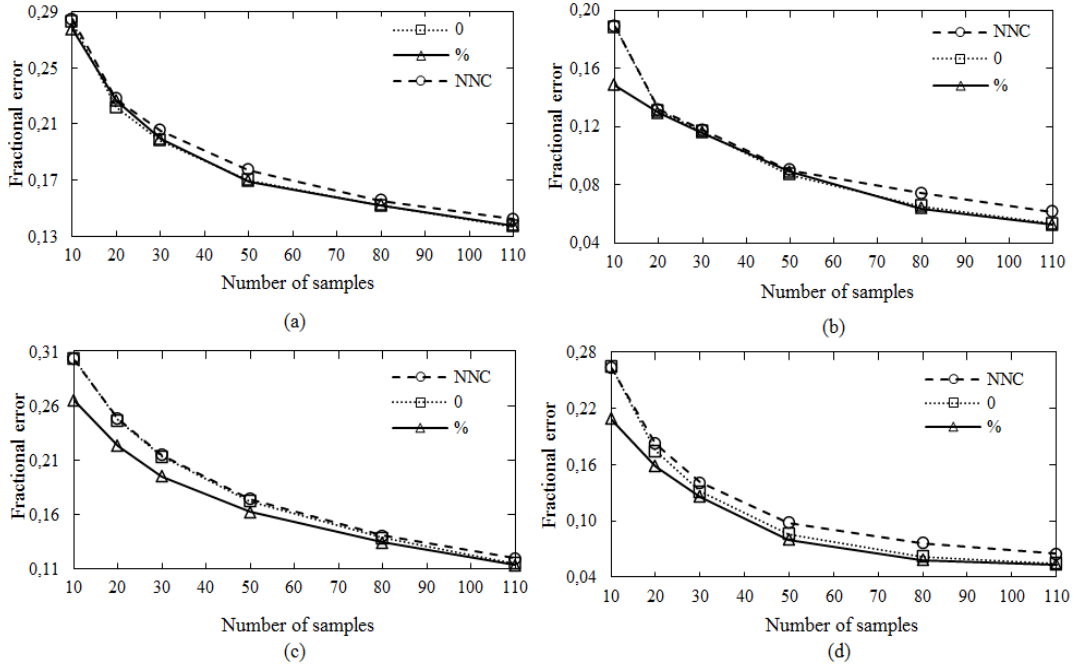 0,29
0,25
0,21
0,17
0,13
Fractional error
0
%
NNC
10 20 30 40 50 60 70 80 90 100 110
Number of samples
(a)
0,20
0,16
0,12
0,08
0,04
Fractional error
NNC
0
%
10 20 30 40 50 60 70 80 90 100 110
Number of samples
(b)
0,31
0,26
0,21
0,16
0,11
Fractional error
NNC
0
%
10 20 30 40 50 60 70 80 90 100 110
Number of samples
(c)
0,28
0,22
0,16
0,10
0,04
Fractional error
NNC
0
%
10 20 30 40 50 60 70 80 90 100 110
Number of samples
(d)